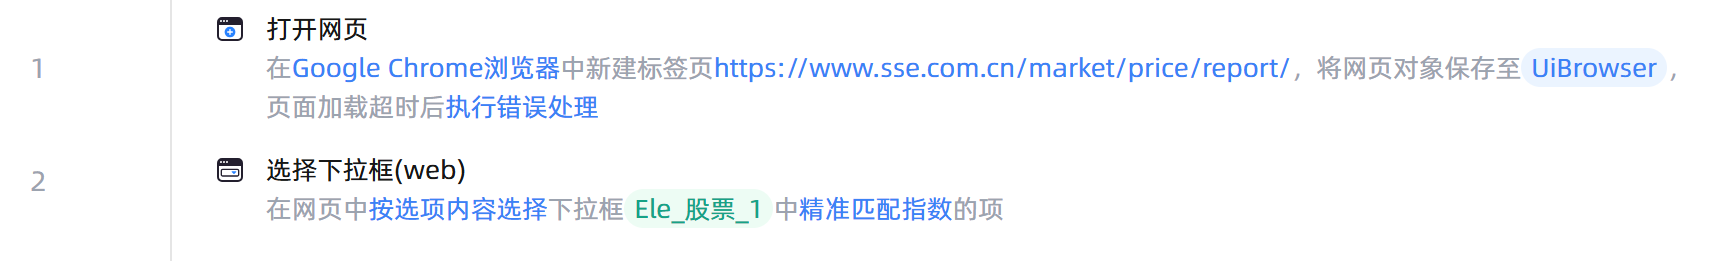 打开网页
1
在Google Chrome浏览器中新建标签页https://www.sse.com.cn/market/price/report/，将网页对象保存至 UiBrowser ，
页面加载超时后执行错误处理
选择下拉框(web)
2
在网页中按选项内容选择下拉框 Ele_股票_1 中精准匹配指数的项